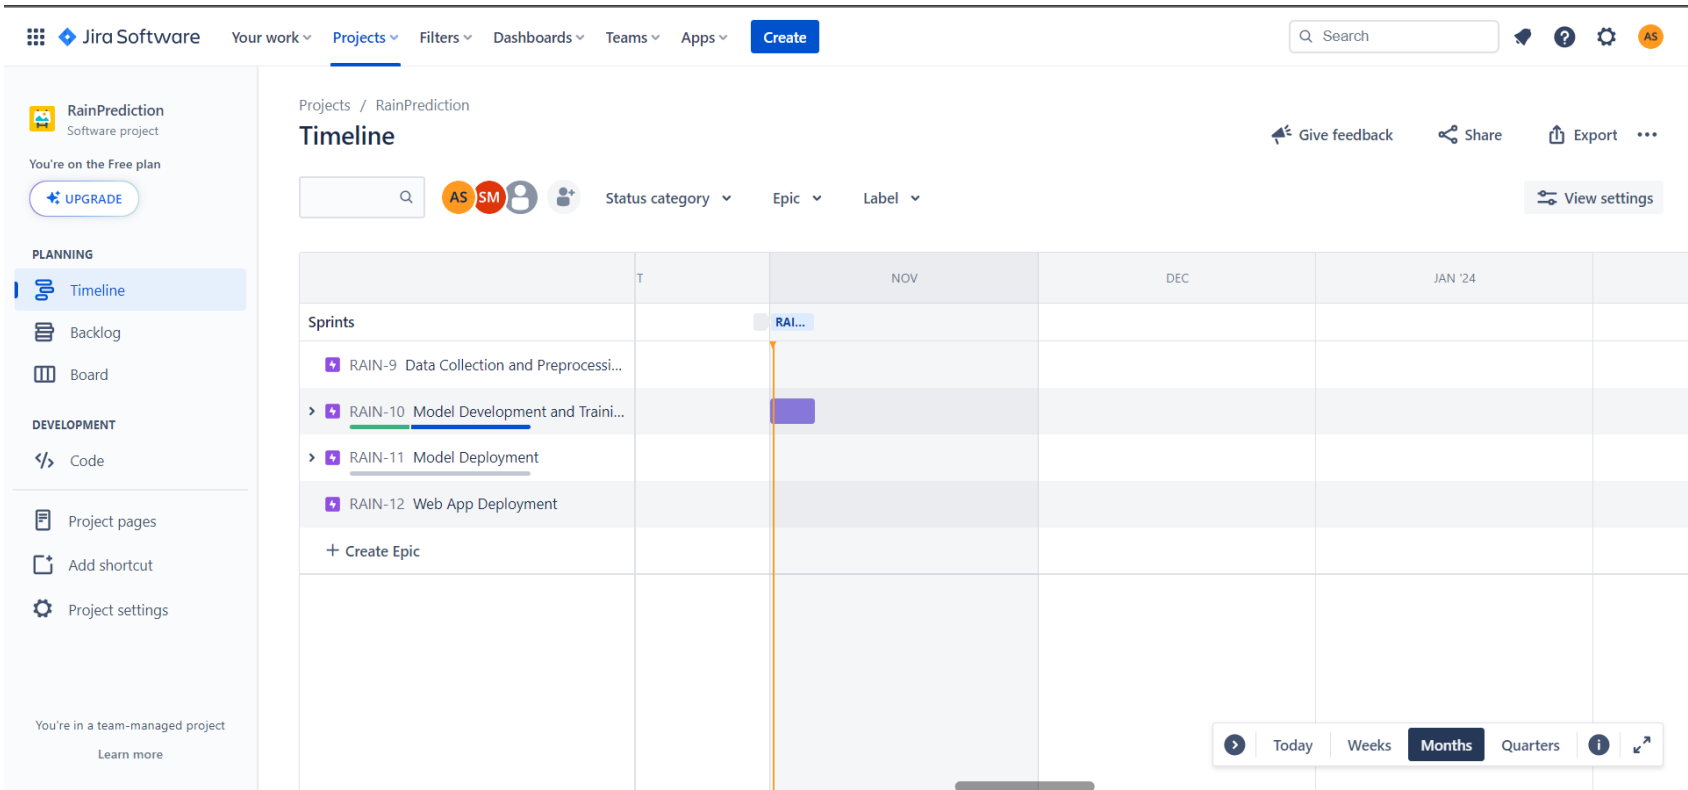 Jira Software Your work Projects Filters Dashboards Teams Apps Create Search AS
RainPrediction
Software project
You're on the Free plan
UPGRADE
PLANNING
Timeline
Backlog
Board
DEVELOPMENT
Code
Project pages
Add shortcut
Project settings
You're in a team-managed project
Learn more
Projects / RainPrediction
Timeline
Give feedback Share Export
AS SM Status category Epic Label View settings
T NOV DEC JAN '24
Sprints RAI...
RAIN-9 Data Collection and Preprocessi...
RAIN-10 Model Development and Traini...
RAIN-11 Model Deployment
RAIN-12 Web App Deployment
+ Create Epic
Today Weeks Months Quarters